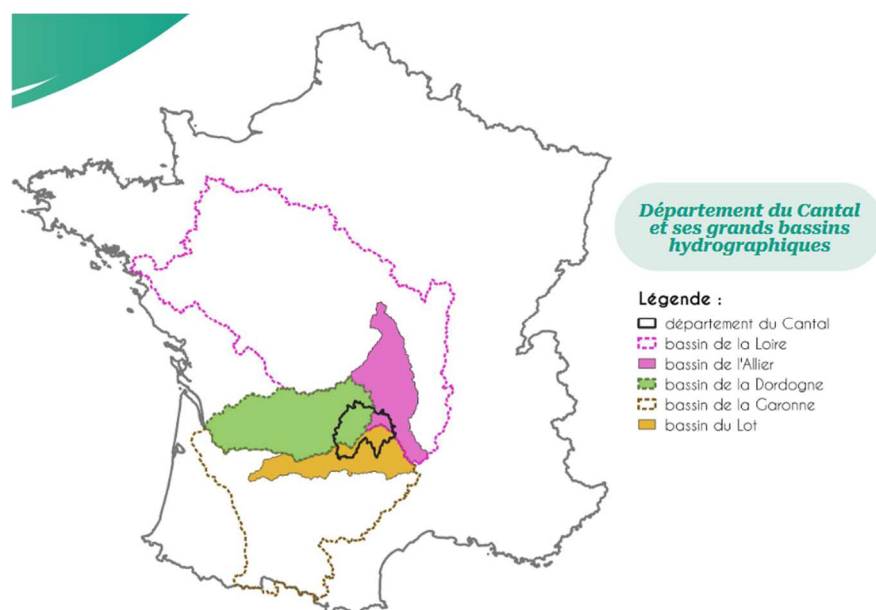 Département du Cantal
et ses grands bassins
hydrographiques
Légende :
département du Cantal
bassin de la Loire
bassin de l'Allier
bassin de la Dordogne
bassin de la Garonne
bassin du Lot